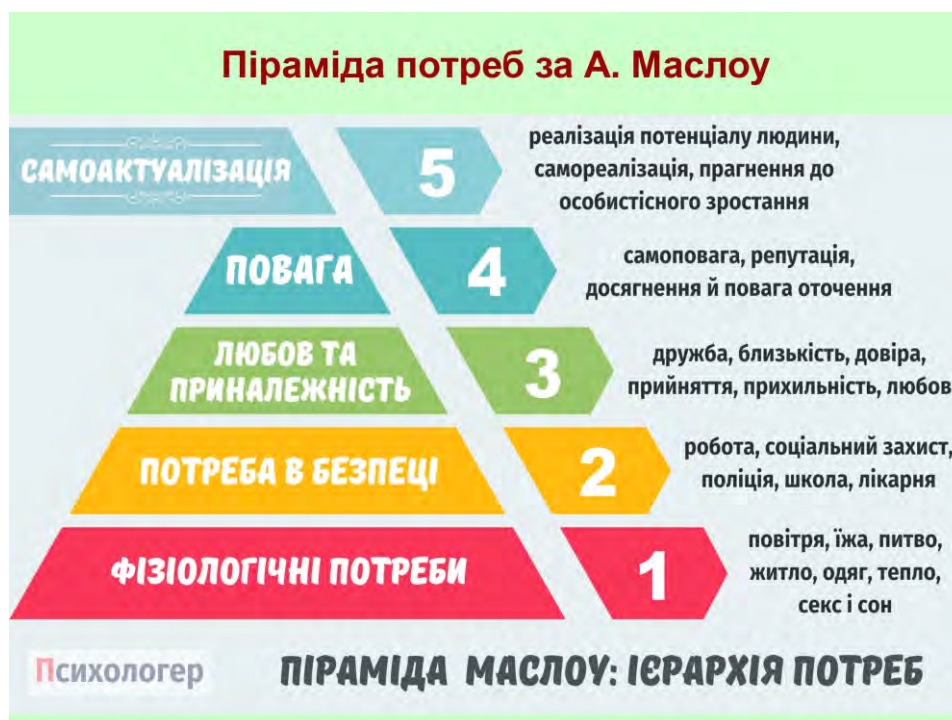 Піраміда потреб за А. Маслоу
САМОАКТУАЛІЗАЦІЯ
5
реалізація потенціалу людини,
самореалізація, прагнення до
особистісного зростання
ПОВАГА
4
самоповага, репутація,
досягнення й повага оточення
ЛЮБОВ ТА
ПРИНАЛЕЖНІСТЬ
3
дружба, близькість, довіра,
прийняття, прихильність, любов
ПОТРЕБА В БЕЗПЕЦІ
2
робота, соціальний захист,
поліція, школа, лікарня
ФІЗІОЛОГІЧНІ ПОТРЕБИ
1
повітря, їжа, питво,
житло, одяг, тепло,
секс і сон
Психологер
ПІРАМІДА МАСЛОУ: ІЄРАРХІЯ ПОТРЕБ